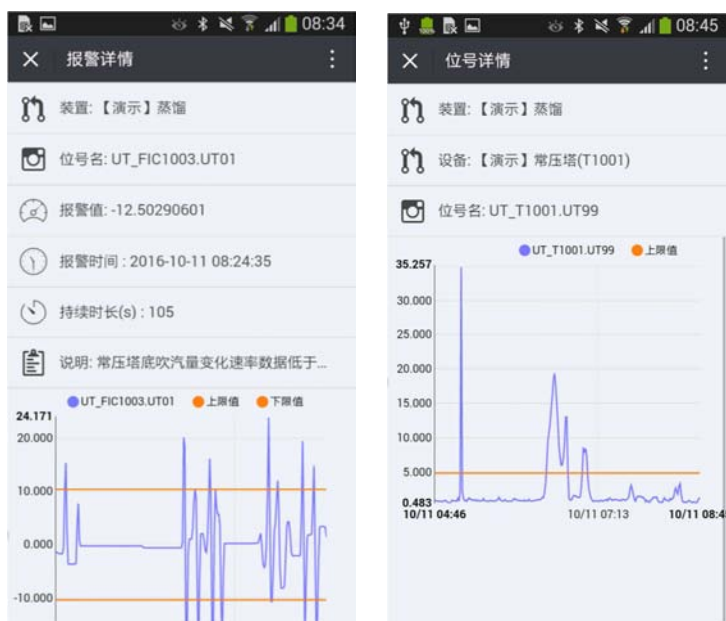 08:34
报警详情
装置: 【演示】蒸馏
位号名: UT_FIC1003.UT01
报警值: -12.50290601
报警时间 : 2016-10-11 08:24:35
持续时长(s) : 105
说明: 常压塔底吹汽量变化速率数据低于...
UT_FIC1003.UT01 上限值 下限值
24.171
20.000
10.000
0.000
-10.000
08:45
位号详情
装置: 【演示】蒸馏
设备: 【演示】常压塔(T1001)
位号名: UT_T1001.UT99
UT_T1001.UT99 上限值
35.257
30.000
25.000
20.000
15.000
10.000
5.000
0.483
10/11 04:46 10/11 07:13 10/11 08:4